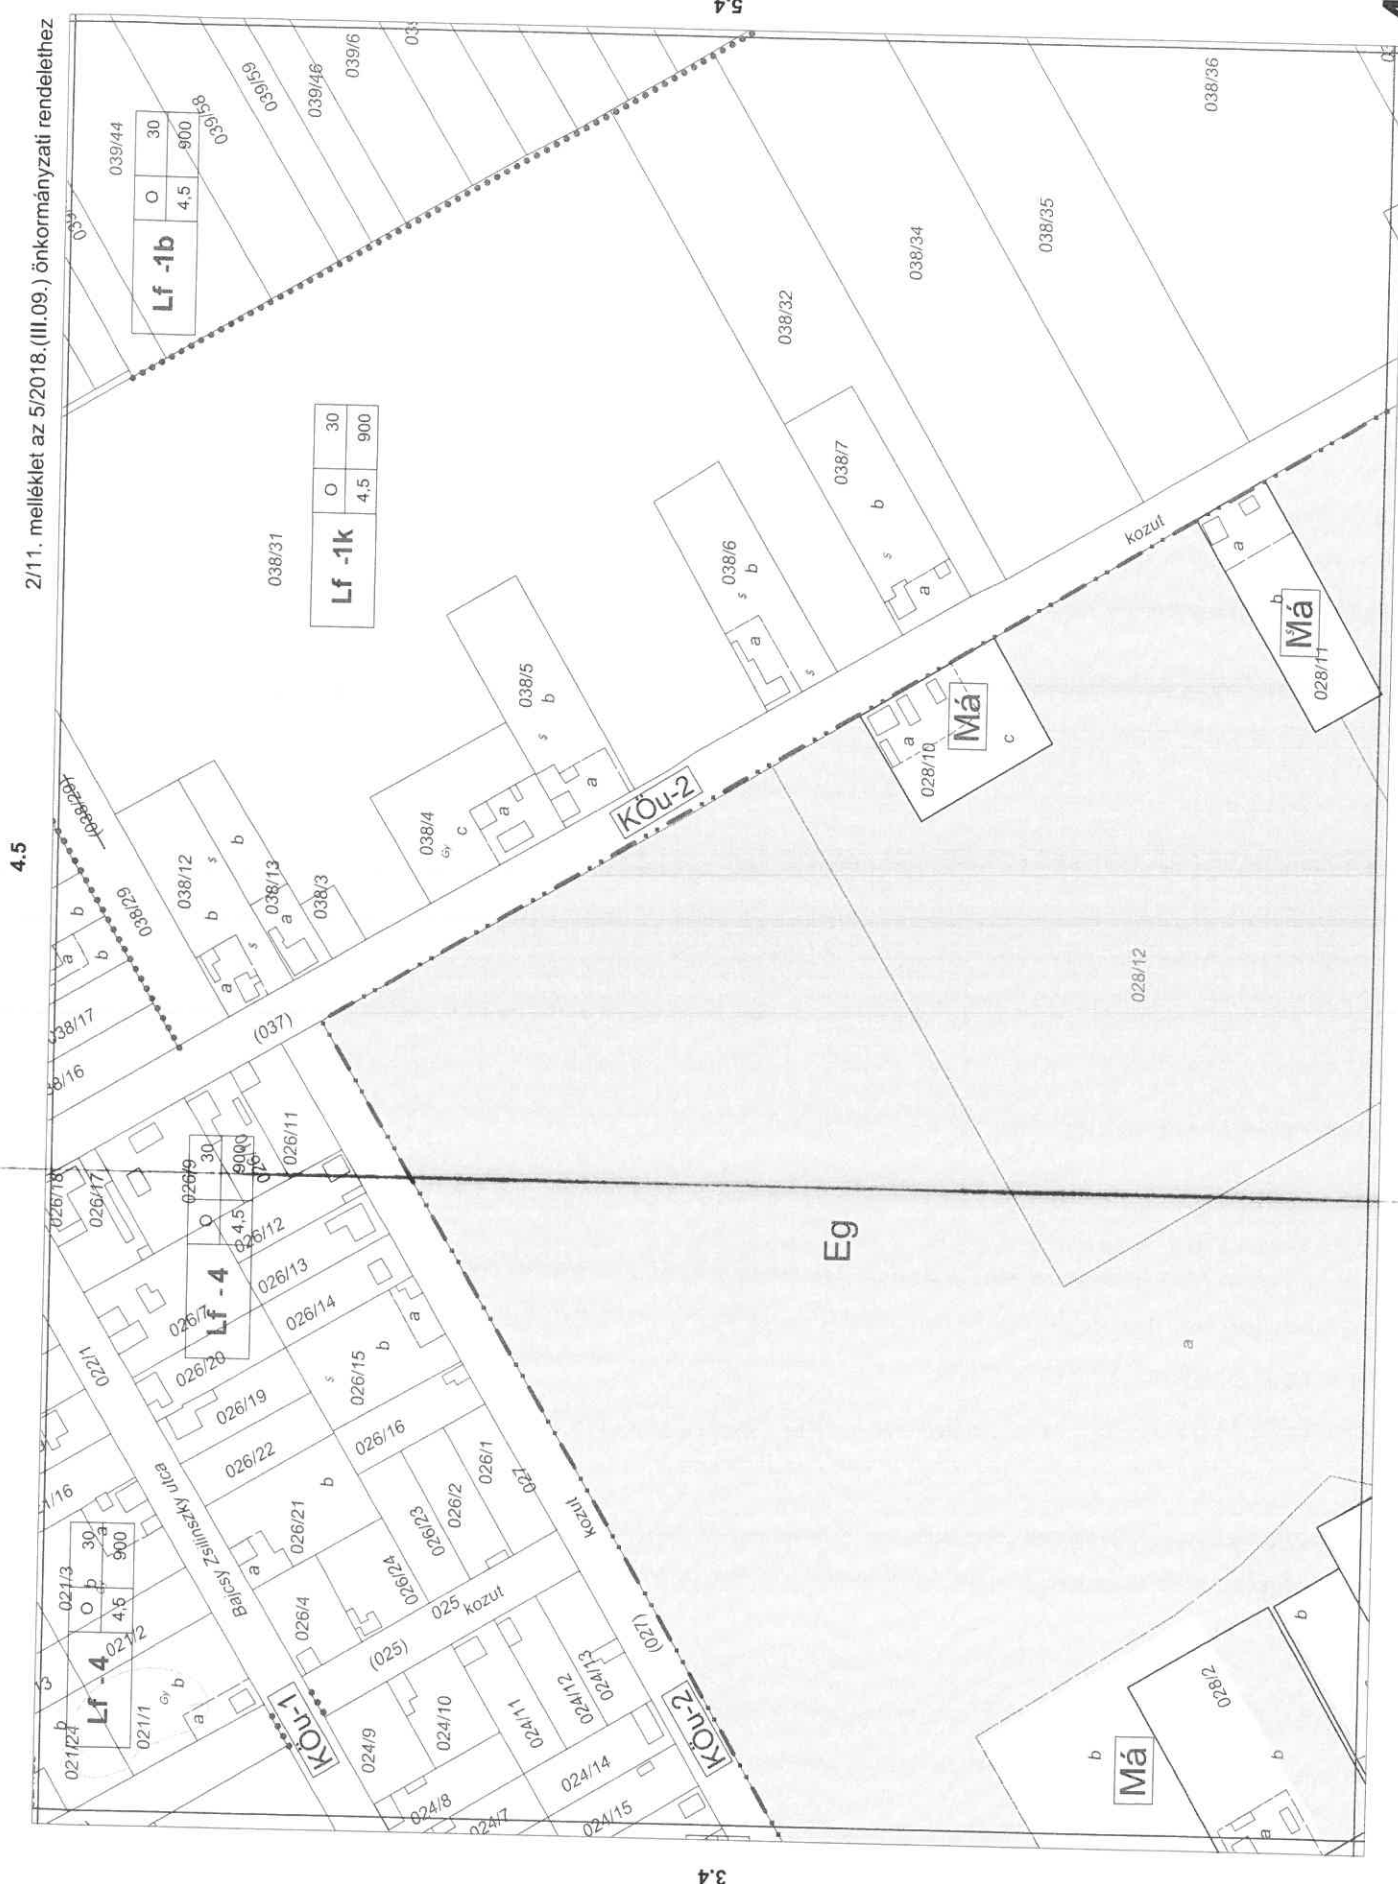 2/11. melléklet az 5/2018.(III.09.) önkormányzati rendelethez
4.5
5.4
3.4
039/44
039/58
039/59
039/46
039/6
Lf -1b
O 30
4,5 900
038/31
Lf -1k
O 30
4,5 900
038/36
038/35
038/34
038/32
038/7
b
s
a
038/6
b
s
a
s
038/5
b
s
a
038/4
Gy
c
a
038/3
038/13
a
038/12
b
s
b
a
s
038/29
(038/29)
a
b
b
038/17
(037)
KÖu-2
kozut
Má
028/10
a
c
Má
028/11
a
b
s
028/12
Eg
a
026/18
026/17
026/9
026/11
Lf - 4
O 30
4,5 900
026/12
026/13
026/14
026/7
026/20
026/19
026/22
026/15
s
b
a
026/16
026/21
b
a
026/1
026/2
026/23
026/24
026/4
027
kozut
(027)
025
kozut
(025)
022/1
Bajcsy Zsilinszky utca
KÖu-1
KÖu-2
021/3
021/2
021/1
021/24
b
Gy
b
a
Lf - 4
O 30
4,5 900
b
a
024/9
024/10
024/11
024/12
024/13
024/14
024/15
024/8
024/7
Má
b
028/2
b
b
a